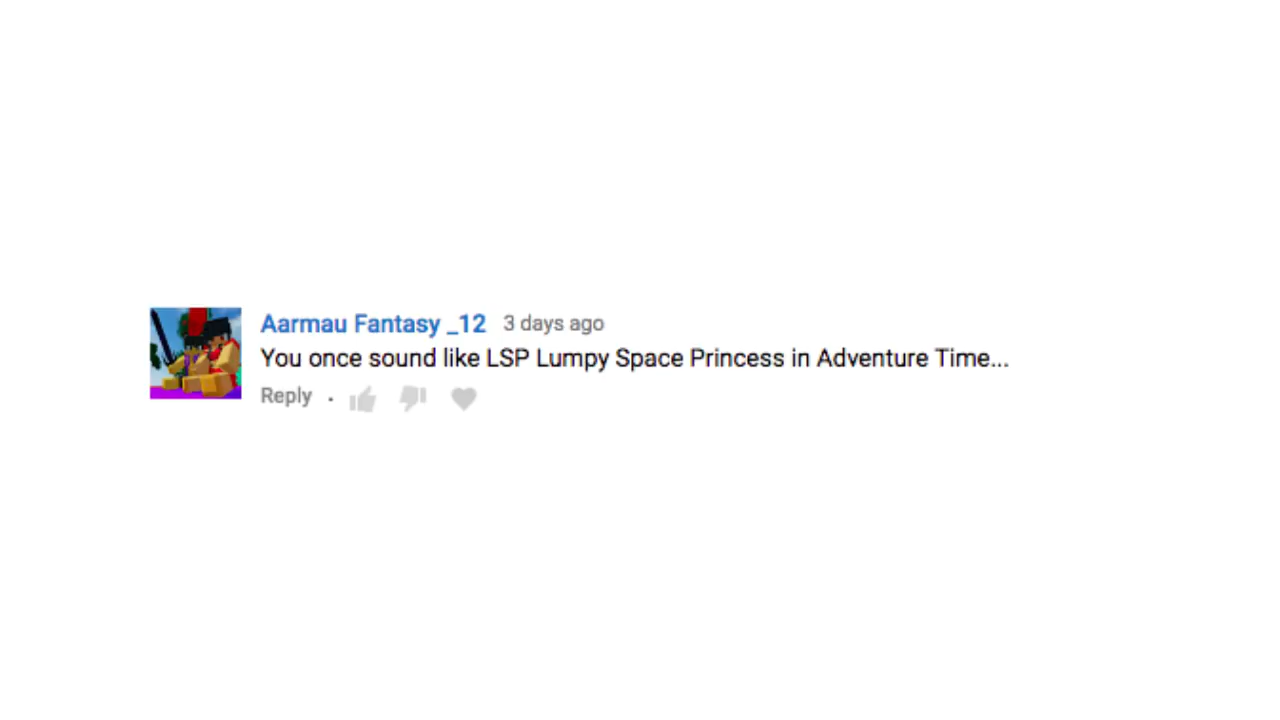 Aarmau Fantasy _12 3 days ago
You once sound like LSP Lumpy Space Princess in Adventure Time...
Reply ·